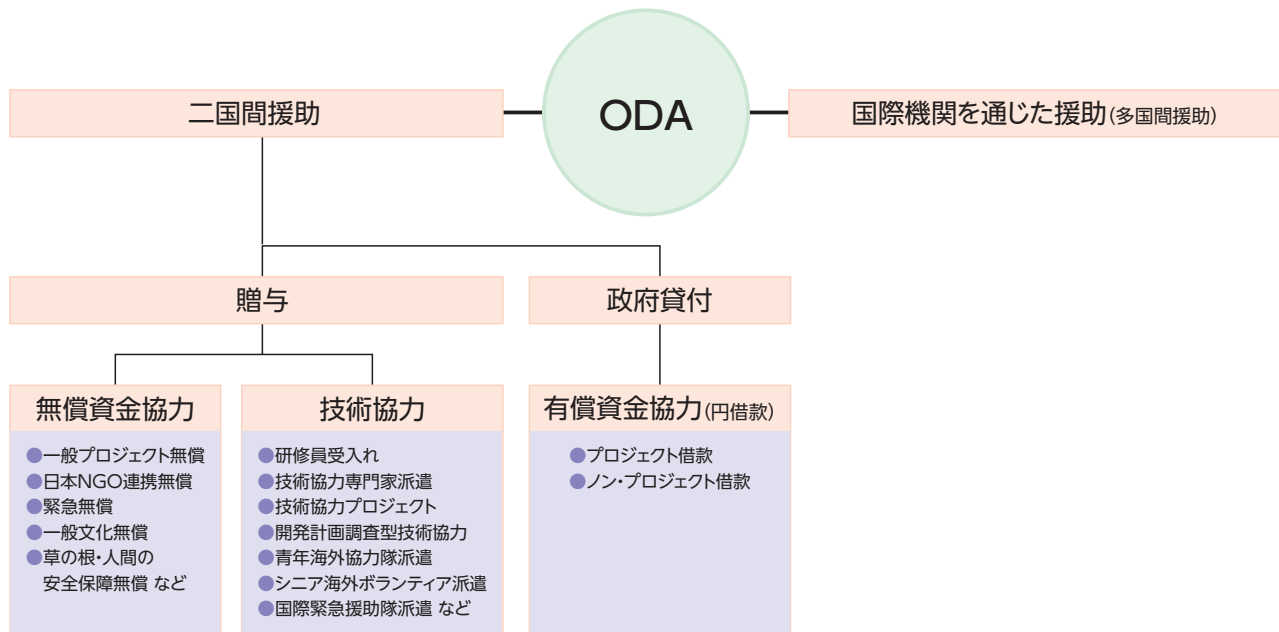 ODA
二国間援助
国際機関を通じた援助(多国間援助)
贈与
政府貸付
無償資金協力
●一般プロジェクト無償
●日本NGO連携無償
●緊急無償
●一般文化無償
●草の根・人間の
安全保障無償 など
技術協力
●研修員受入れ
●技術協力専門家派遣
●技術協力プロジェクト
●開発計画調査型技術協力
●青年海外協力隊派遣
●シニア海外ボランティア派遣
●国際緊急援助隊派遣 など
有償資金協力(円借款)
●プロジェクト借款
●ノン・プロジェクト借款